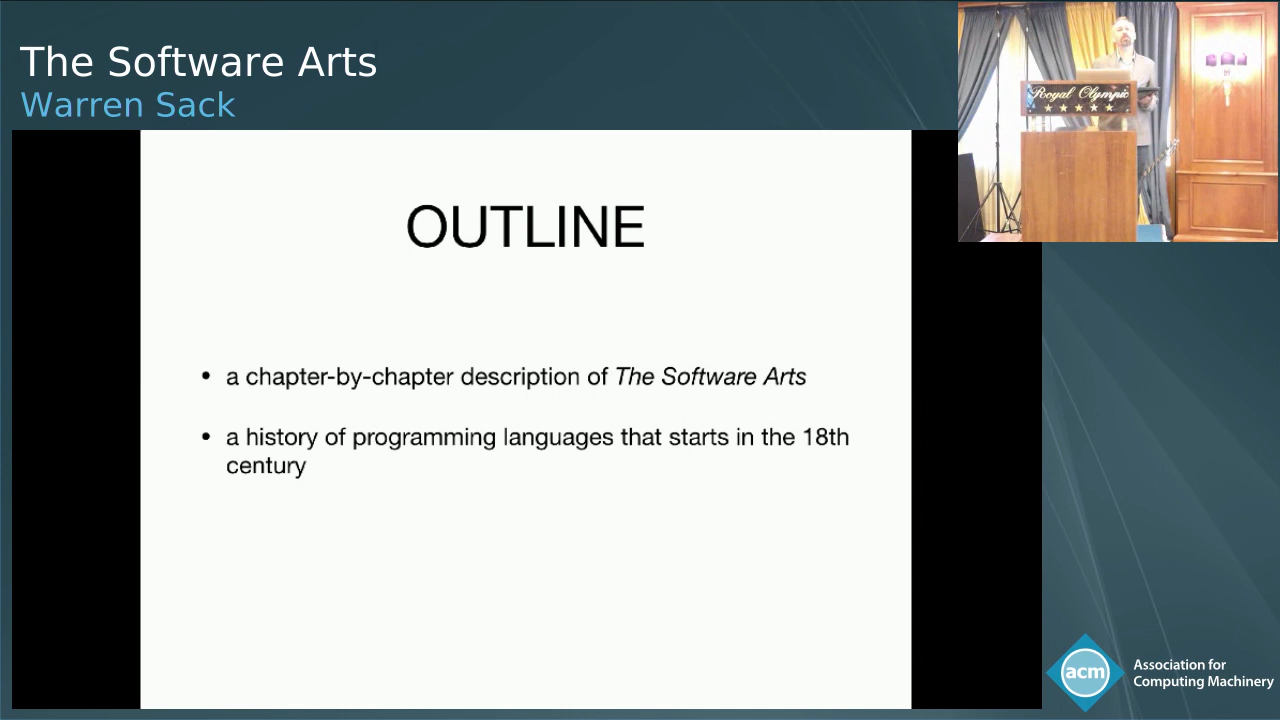 The Software Arts
Warren Sack
Royal Olympic
OUTLINE
• a chapter-by-chapter description of The Software Arts
• a history of programming languages that starts in the 18th
century
acm
Association for
Computing Machinery